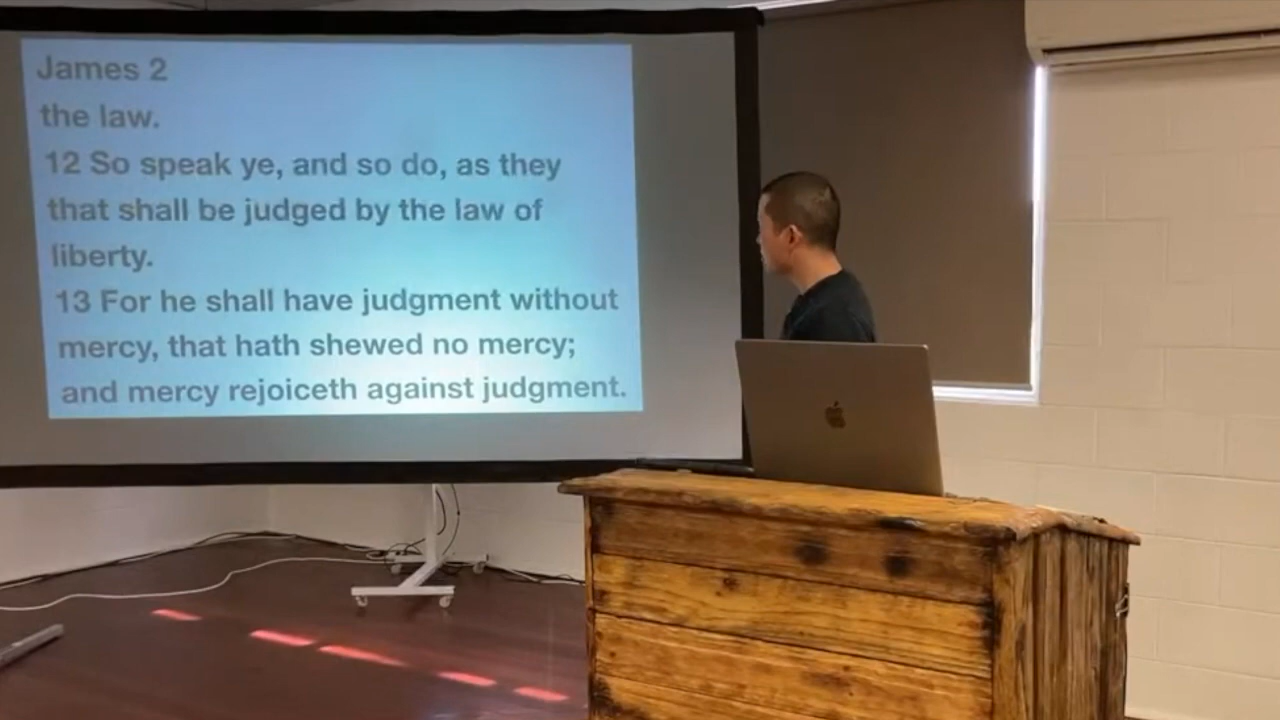 James 2
the law.
12 So speak ye, and so do, as they
that shall be judged by the law of
liberty.
13 For he shall have judgment without
mercy, that hath shewed no mercy;
and mercy rejoiceth against judgment.